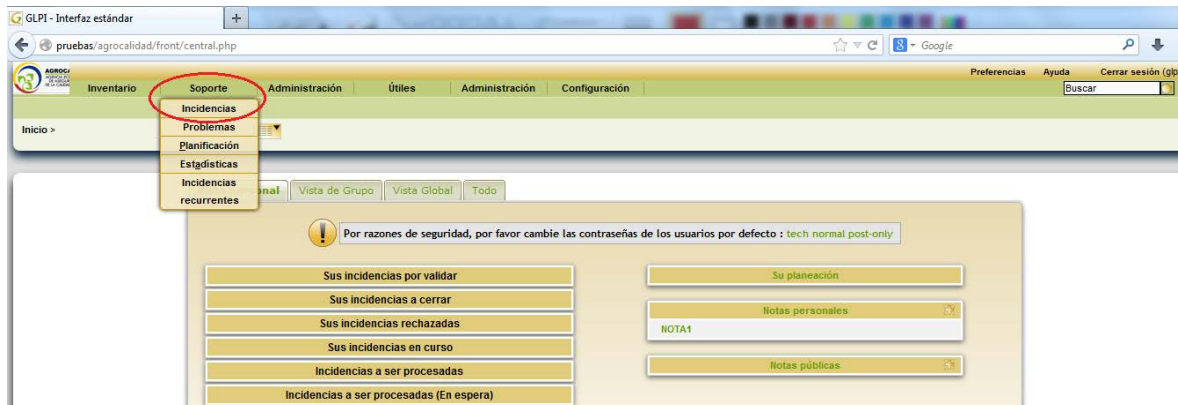 GLPI - Interfaz estándar
pruebas/agrocalidad/front/central.php
Google
Preferencias Ayuda Cerrar sesión (glp
Inventario Soporte Administración Útiles Administración Configuración
Buscar
Incidencias
Problemas
Planificación
Estadísticas
Incidencias
recurrentes
Inicio >
onal Vista de Grupo Vista Global Todo
Por razones de seguridad, por favor cambie las contraseñas de los usuarios por defecto : tech normal post-only
Sus incidencias por validar
Sus incidencias a cerrar
Sus incidencias rechazadas
Sus incidencias en curso
Incidencias a ser procesadas
Incidencias a ser procesadas (En espera)
Su planeación
Notas personales
NOTA1
Notas públicas